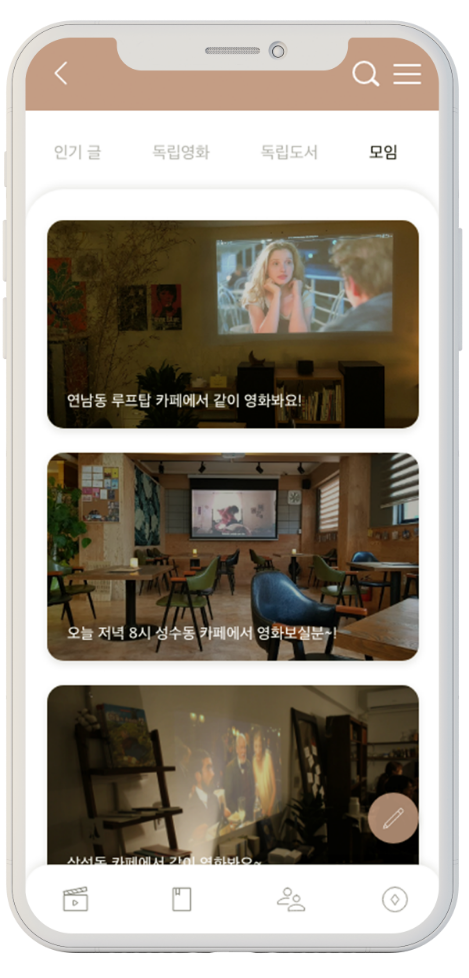 인기 글
독립영화
독립도서
모임
연남동 루프탑 카페에서 같이 영화봐요!
오늘 저녁 8시 성수동 카페에서 영화보실분~!
카페에서 같이 영화봐요~